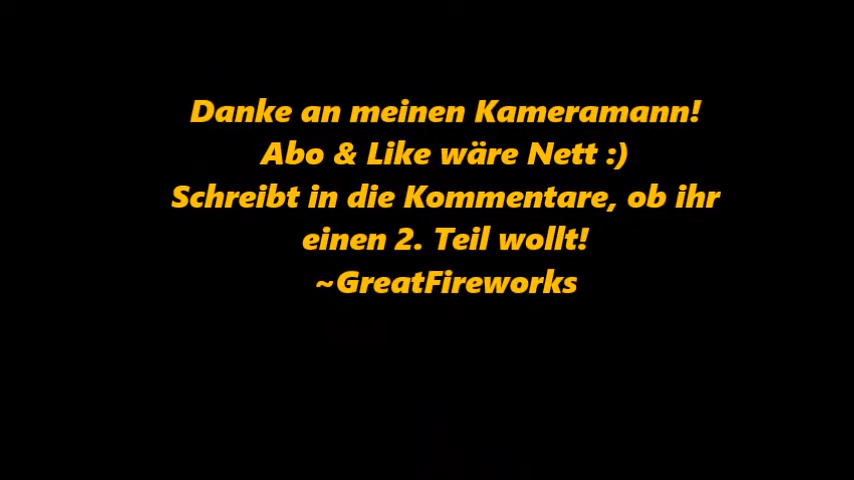 Danke an meinen Kameramann!
Abo & Like wäre Nett :)
Schreibt in die Kommentare, ob ihr
einen 2. Teil wollt!
~GreatFireworks